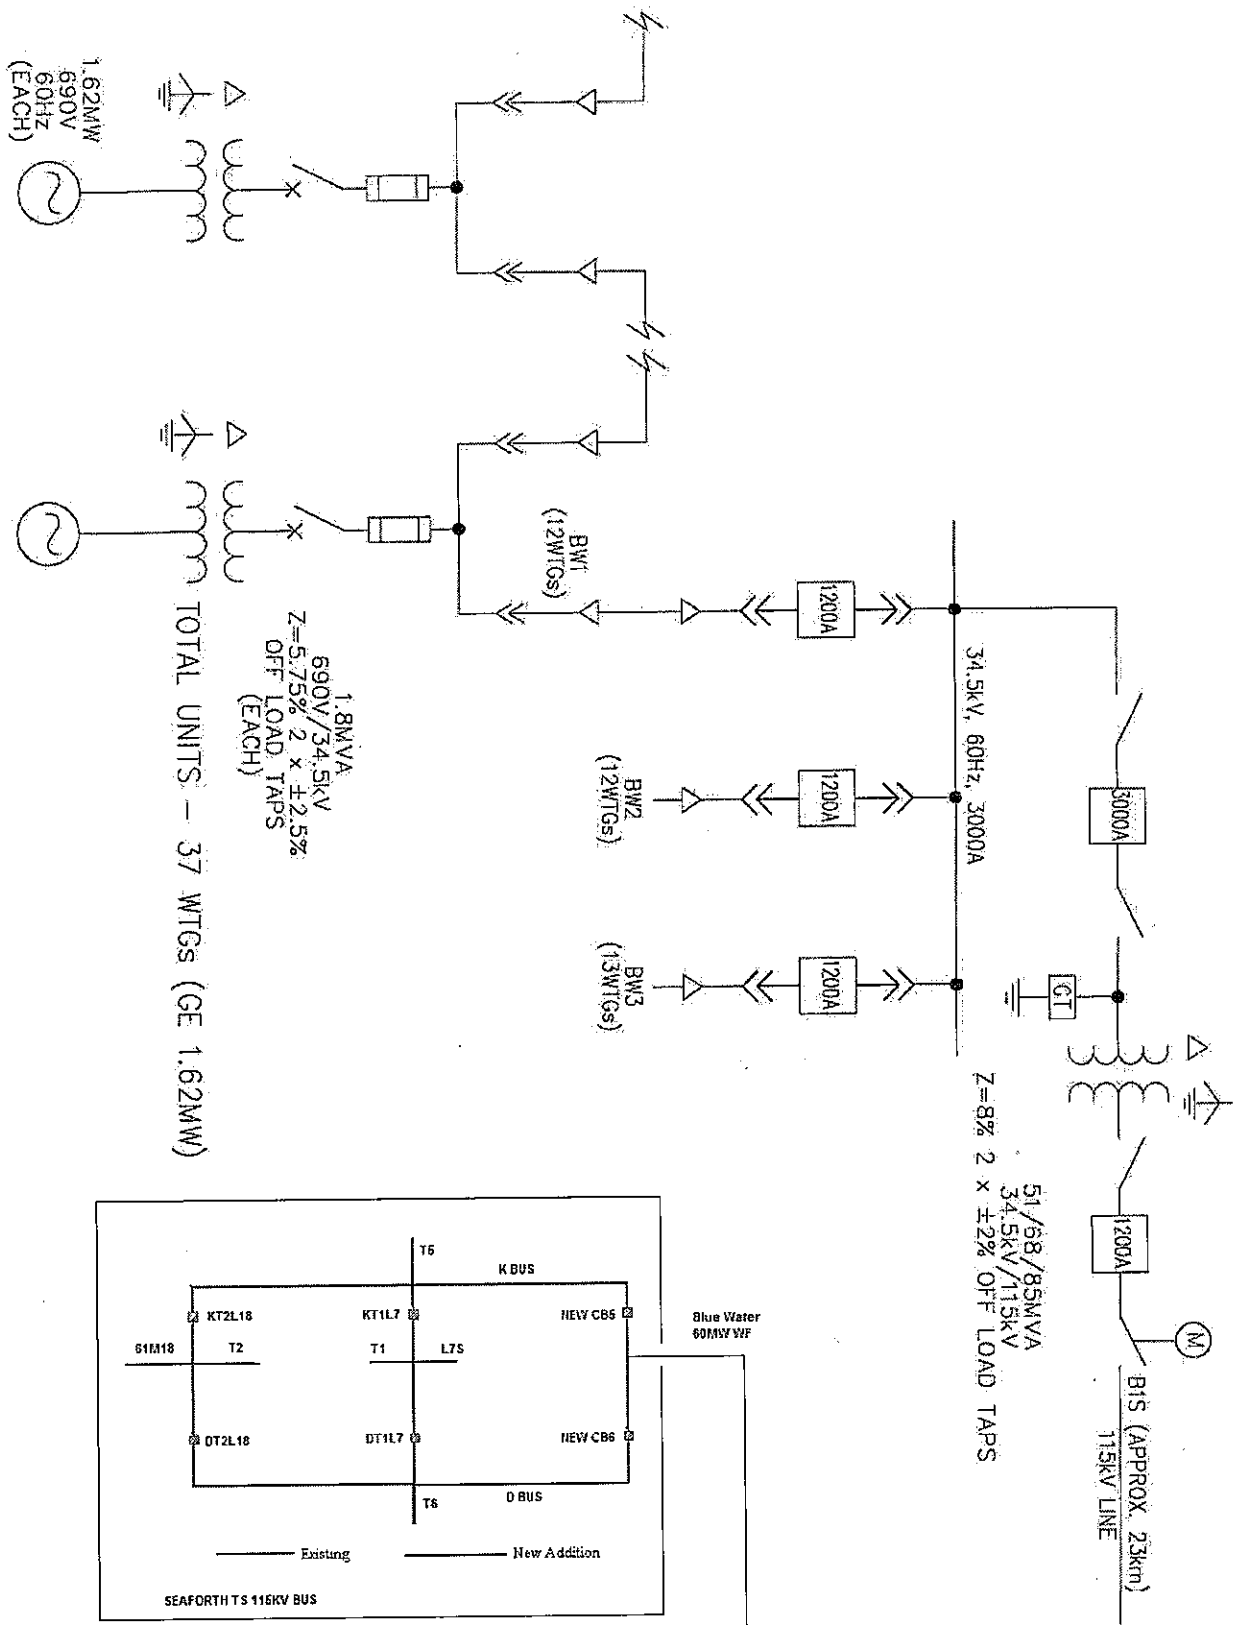 1.62MW
690V
60Hz
(EACH)
BW1
(12WTGs)
1200A
34.5kV, 60Hz, 3000A
3000A
BW2
(12WTGs)
1200A
BW3
(13WTGs)
1200A
GT
1.8MVA
690V/34.5kV
Z=5.75% 2 x ±2.5%
OFF LOAD TAPS
(EACH)
TOTAL UNITS - 37 WTGs (GE 1.62MW)
51/68/85MVA
34.5kV/115kV
Z=8% 2 x ±2% OFF LOAD TAPS
1200A
M
B1S (APPROX. 23km)
115kV LINE
T5
K BUS
KT2L18
KT1L7
NEW CB5
Blue Water
60MW WF
61M18
T2
T1
L7S
DT2L18
DT1L7
NEW CB6
T6
D BUS
Existing
New Addition
SEAFORTH TS 115KV BUS